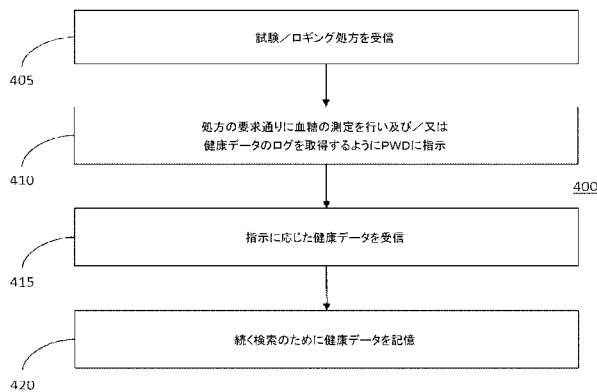 試験／ロギング処方を受信
405
処方の要求通りに血糖の測定を行い及び／又は
健康データのログを取得するようにPWDに指示
410
400
指示に応じた健康データを受信
415
続く検索のために健康データを記憶
420